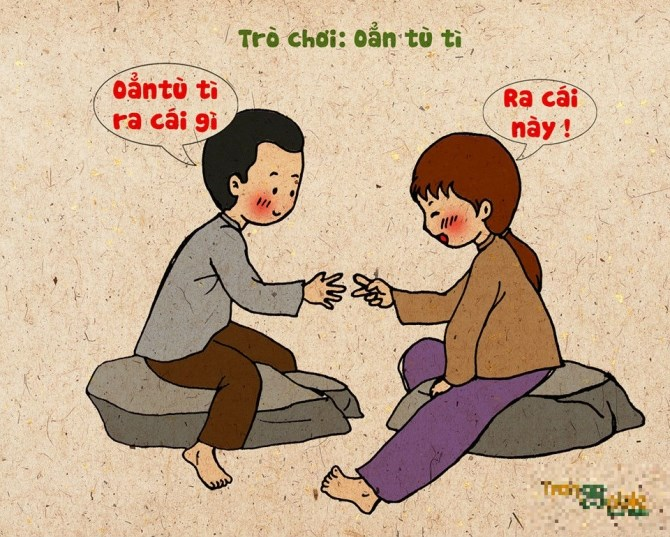 Trò chơi: Oẳn tù tì
Oẳntù tì
ra cái gì
Ra cái
này !